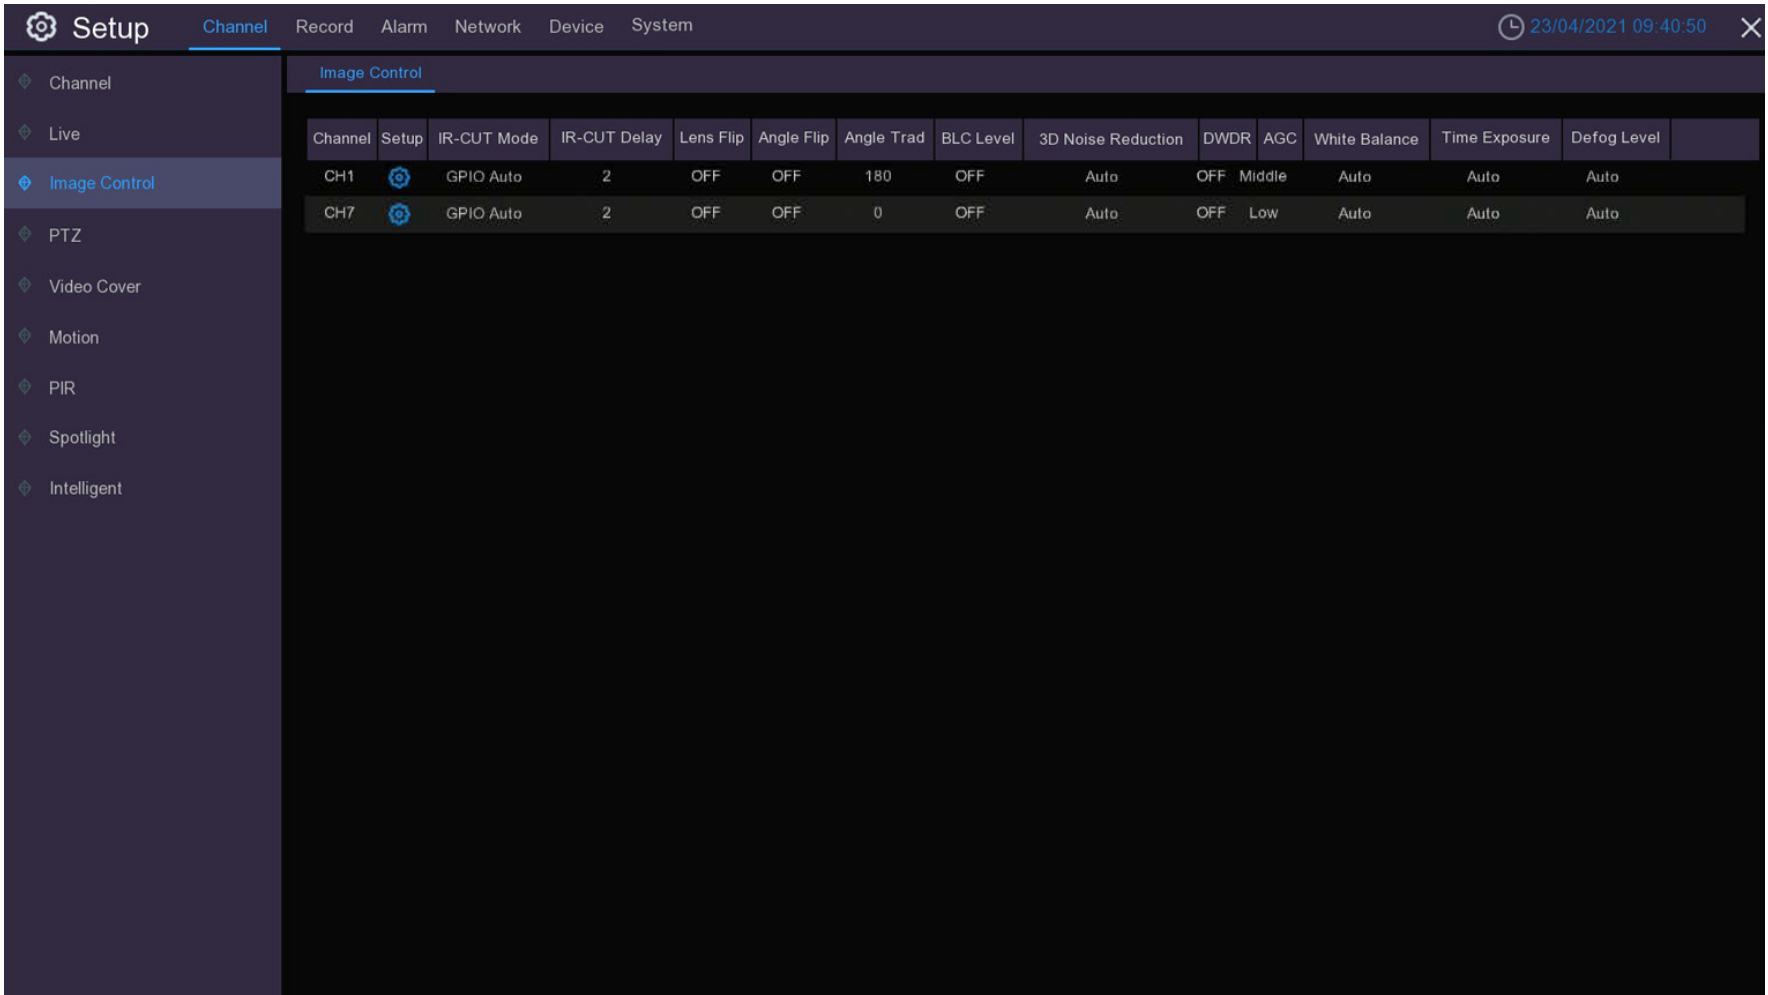 Setup Channel Record Alarm Network Device System 23/04/2021 09:40:50
Image Control
Channel
Live
Image Control
PTZ
Video Cover
Motion
PIR
Spotlight
Intelligent
Channel Setup IR-CUT Mode IR-CUT Delay Lens Flip Angle Flip Angle Trad BLC Level 3D Noise Reduction DWDR AGC White Balance Time Exposure Defog Level
CH1 GPIO Auto 2 OFF OFF 180 OFF Auto OFF Middle Auto Auto Auto
CH7 GPIO Auto 2 OFF OFF 0 OFF Auto OFF Low Auto Auto Auto